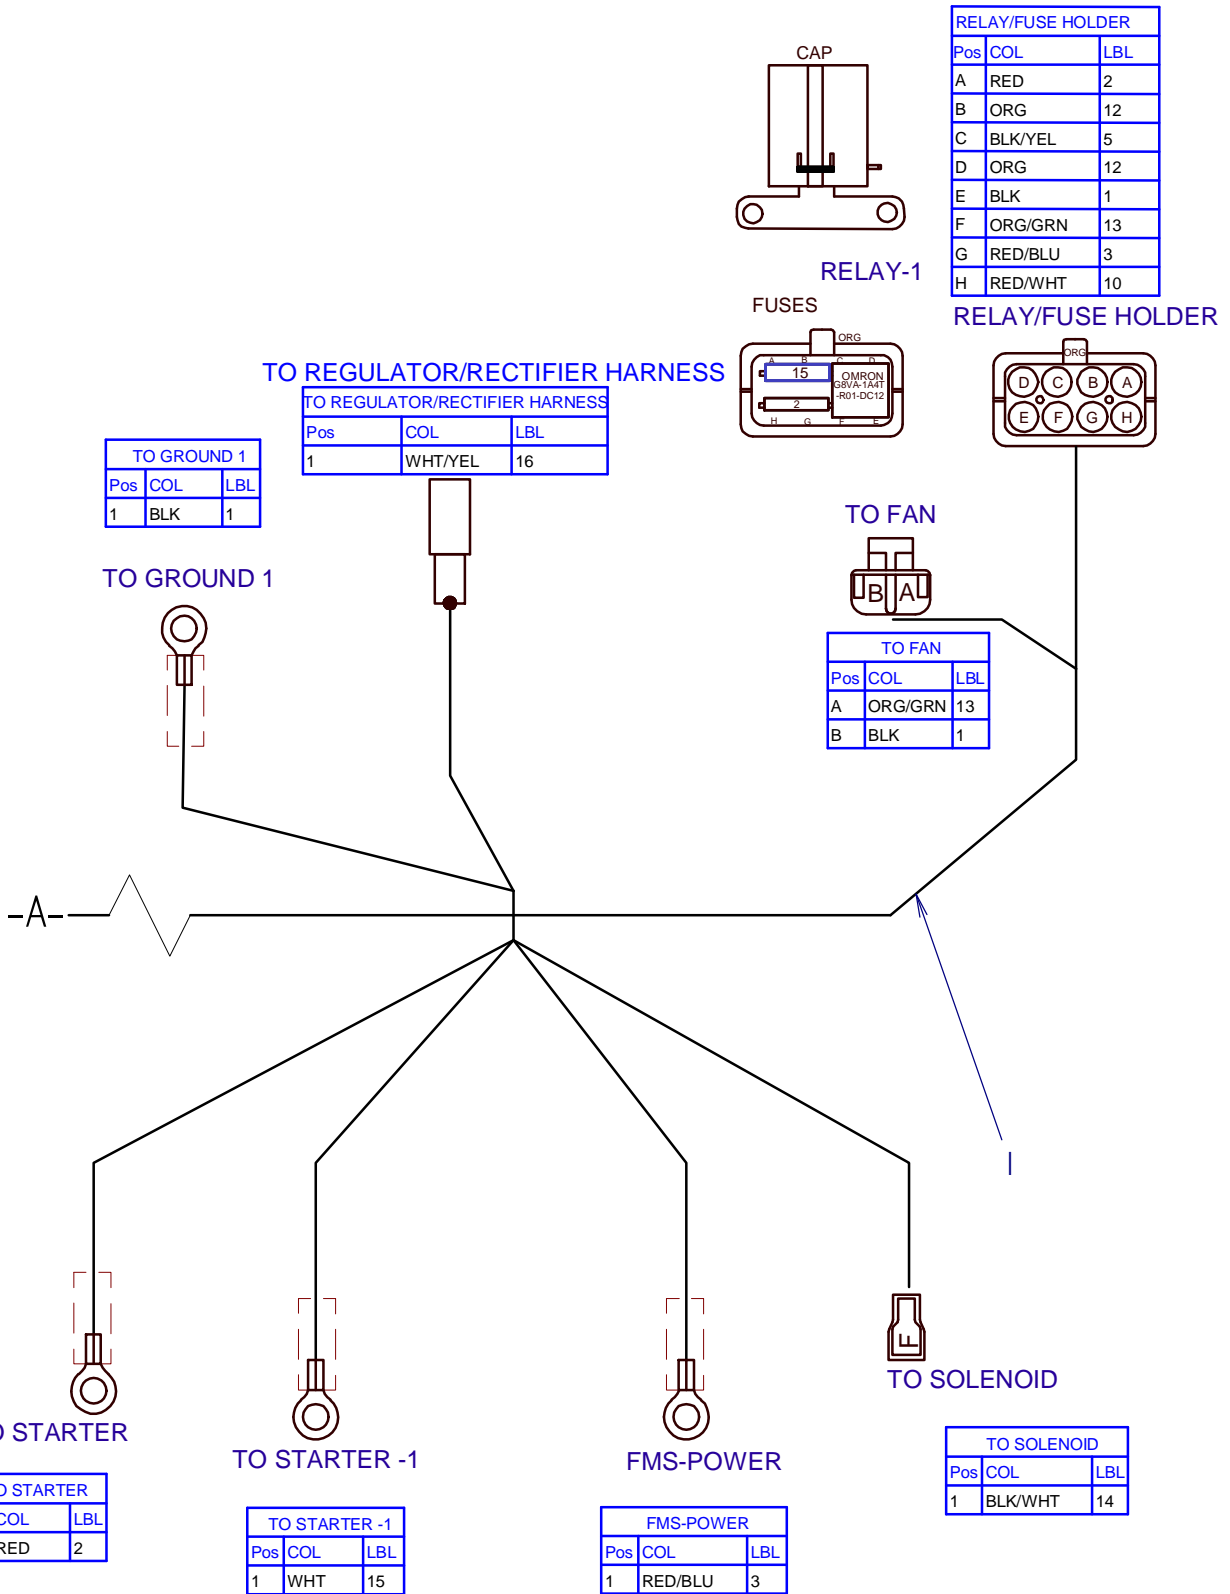 RELAY/FUSE HOLDER
Pos COL LBL
A RED 2
B ORG 12
C BLK/YEL 5
D ORG 12
E BLK 1
F ORG/GRN 13
G RED/BLU 3
H RED/WHT 10
RELAY/FUSE HOLDER
CAP
RELAY-1
FUSES
ORG
A B C D
15
2
OMRON
G8VA-1A4T
-R01-DC12
H G F E
ORG
D C B A
E F G H
TO REGULATOR/RECTIFIER HARNESS
TO REGULATOR/RECTIFIER HARNESS
Pos COL LBL
1 WHT/YEL 16
TO GROUND 1
Pos COL LBL
1 BLK 1
TO GROUND 1
TO FAN
B A
TO FAN
Pos COL LBL
A ORG/GRN 13
B BLK 1
-A-
I
F
TO SOLENOID
TO SOLENOID
Pos COL LBL
1 BLK/WHT 14
O STARTER
O STARTER
COL LBL
RED 2
TO STARTER -1
TO STARTER -1
Pos COL LBL
1 WHT 15
FMS-POWER
FMS-POWER
Pos COL LBL
1 RED/BLU 3